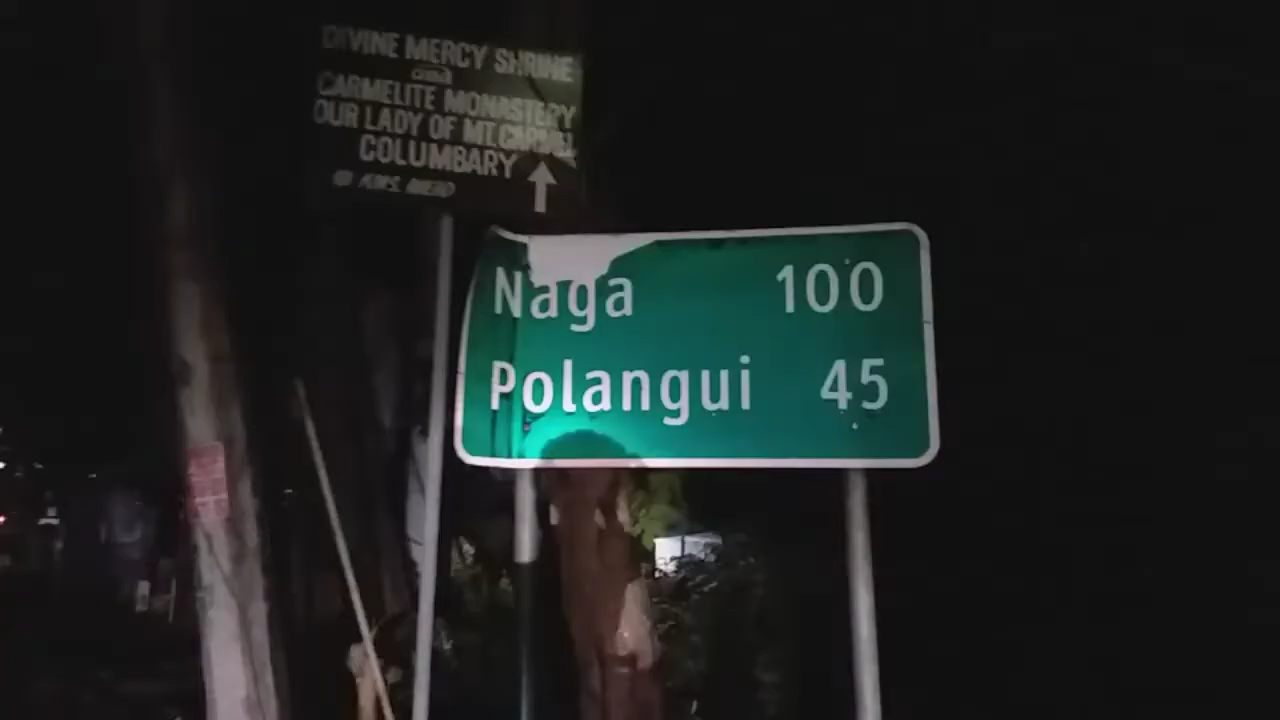 DIVINE MERCY SHRINE
and
CARMELITE MONASTERY
OUR LADY OF MT. CARMEL
COLUMBARY
Naga 100
Polangui 45